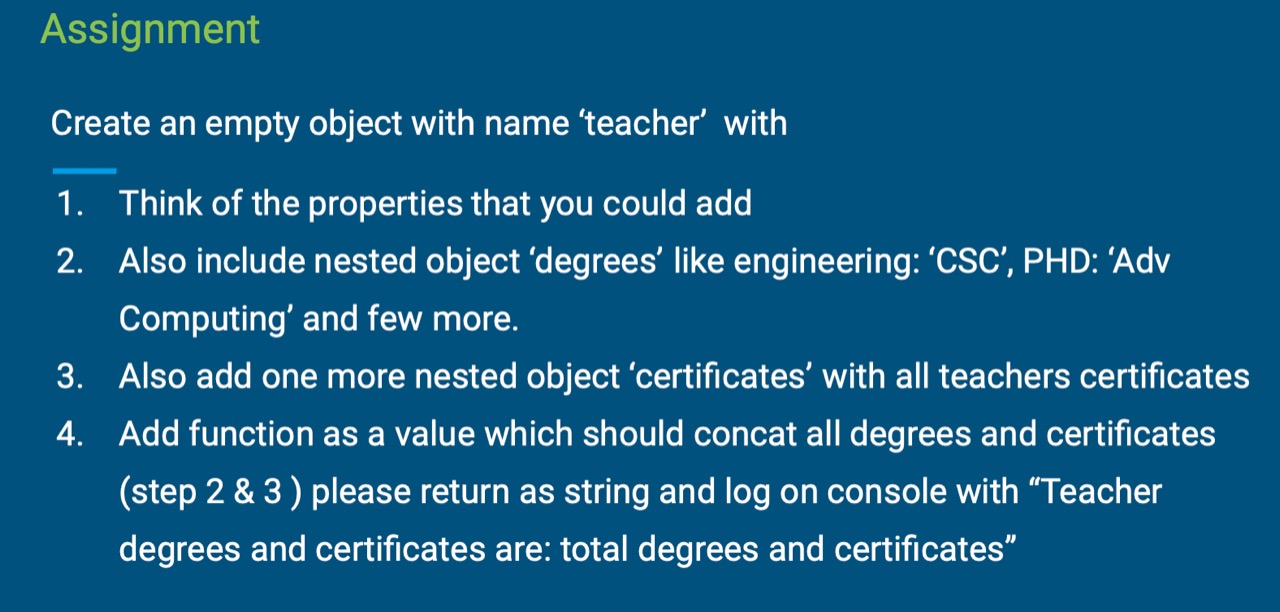 Assignment
Create an empty object with name ‘teacher’ with
1. Think of the properties that you could add
2. Also include nested object ‘degrees’ like engineering: ‘CSC’, PHD: ‘Adv
Computing’ and few more.
3. Also add one more nested object ‘certificates’ with all teachers certificates
4. Add function as a value which should concat all degrees and certificates
(step 2 & 3 ) please return as string and log on console with “Teacher
degrees and certificates are: total degrees and certificates”